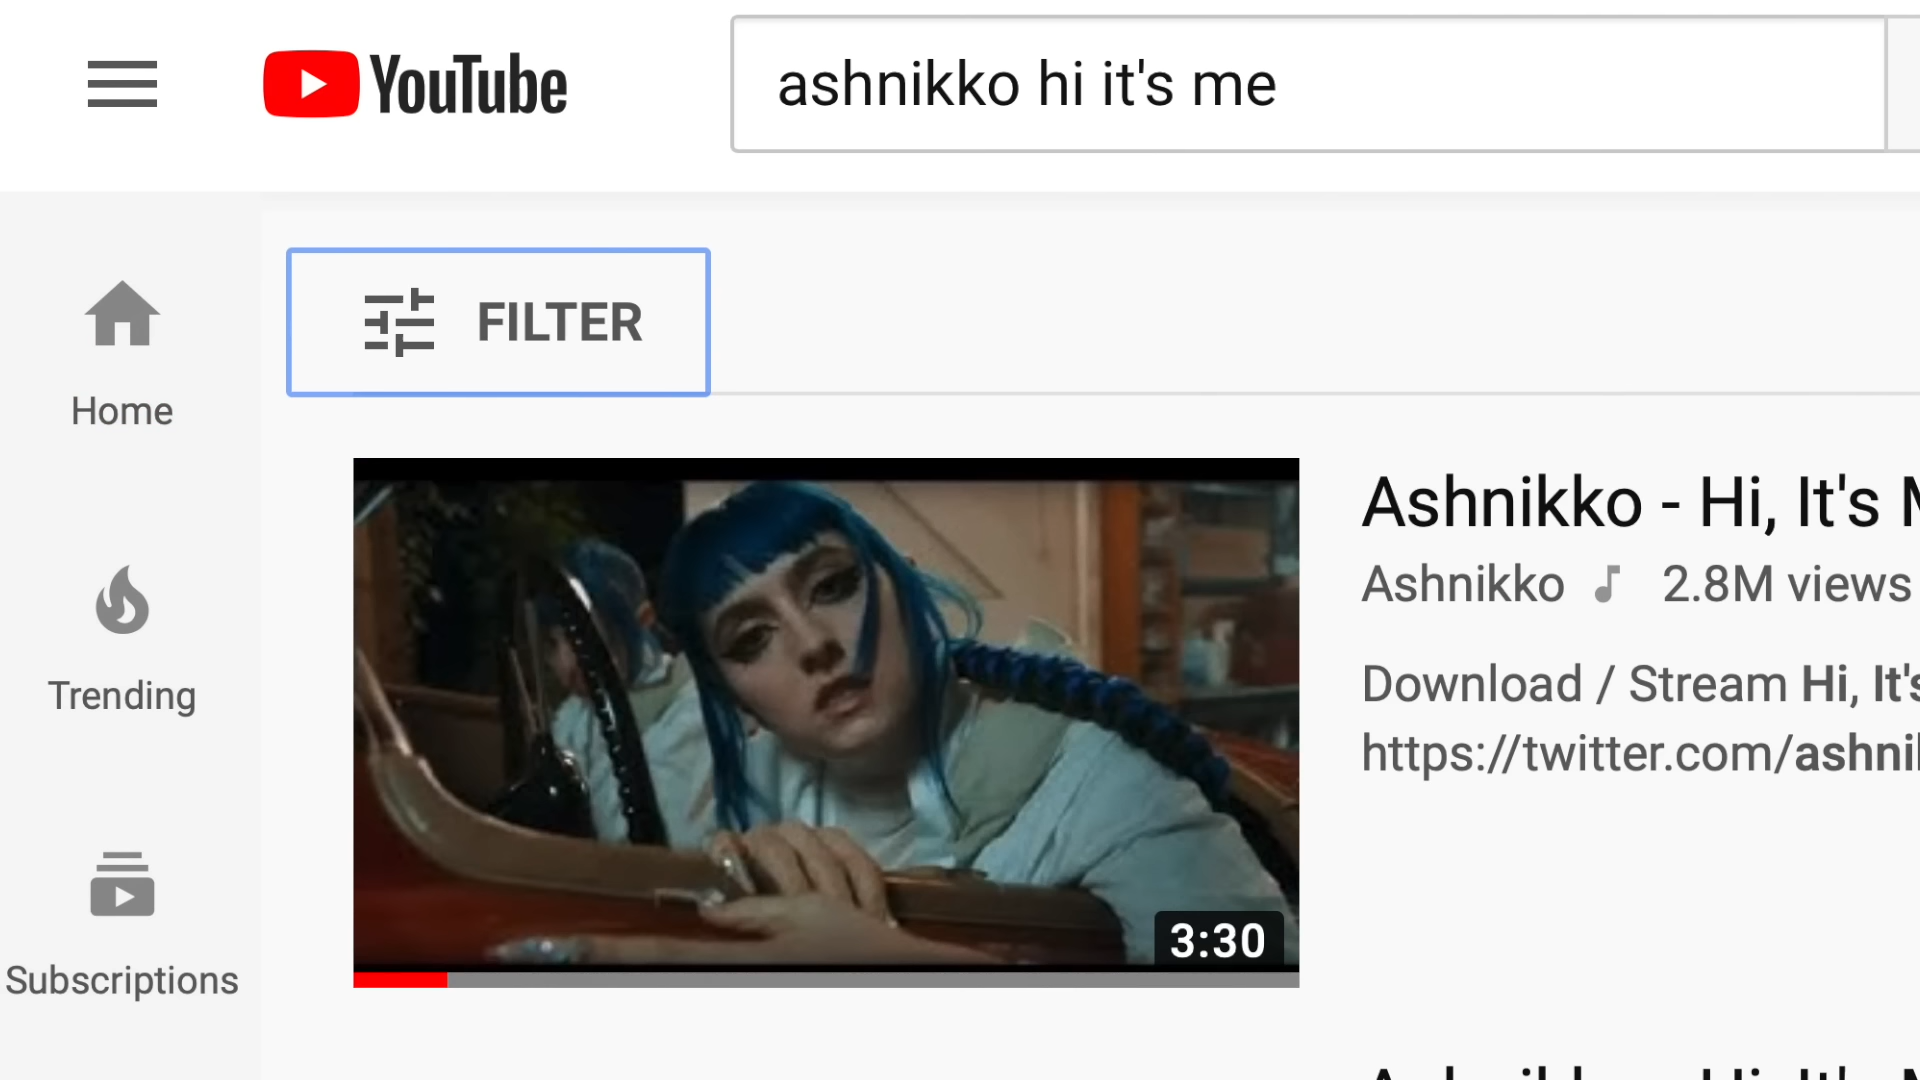 YouTube
ashnikko hi it's me
FILTER
Home
Trending
Subscriptions
3:30
Ashnikko - Hi, It's
Ashnikko 2.8M views
Download / Stream Hi, It's
https://twitter.com/ashni